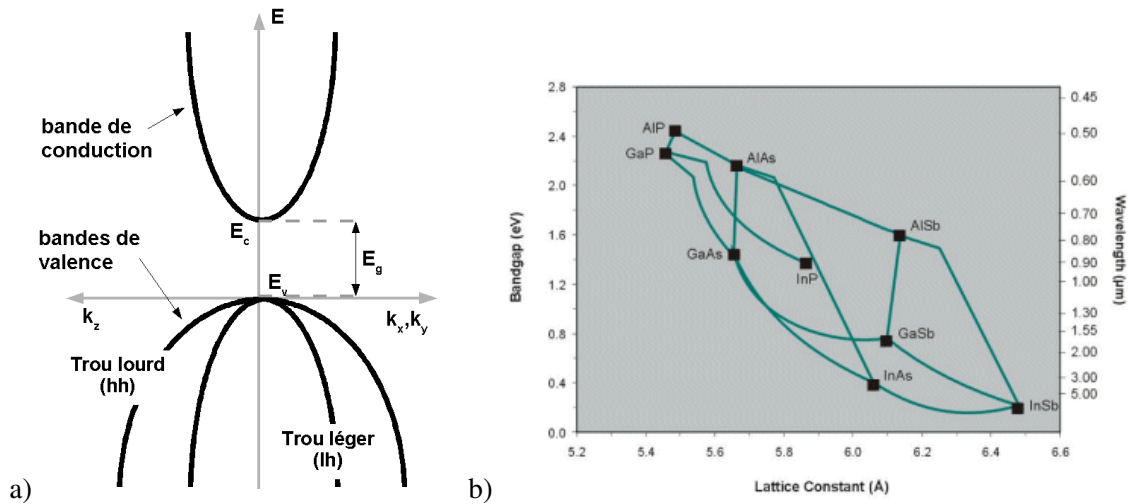 E
bande de
conduction
E_c
E_g
bandes de
valence
E_v
k_z
k_x,k_y
Trou lourd
(hh)
Trou léger
(lh)
a)
b)
Bandgap (eV)
2.8
2.4
2.0
1.6
1.2
0.8
0.4
0.0
5.2
5.4
5.6
5.8
6.0
6.2
6.4
6.6
Lattice Constant (Å)
0.45
0.50
0.60
0.70
0.80
0.90
1.00
1.30
1.55
2.00
3.00
5.00
Wavelength (μm)
AlP
GaP
AlAs
AlSb
GaAs
InP
GaSb
InAs
InSb